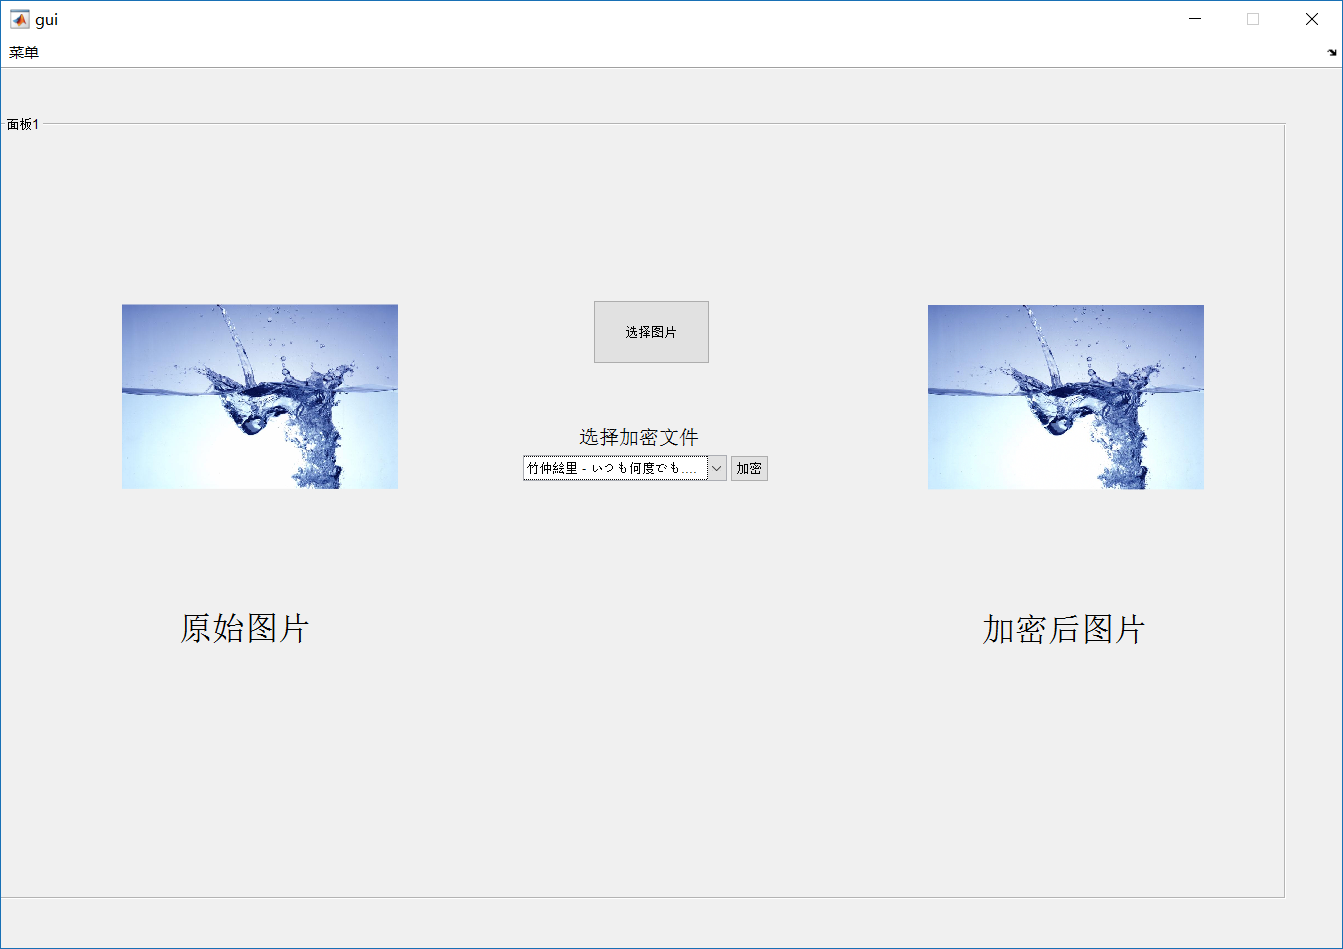 gui
菜单
面板1
选择图片
选择加密文件
竹仲絵里 - いつも何度でも....
加密
原始图片
加密后图片